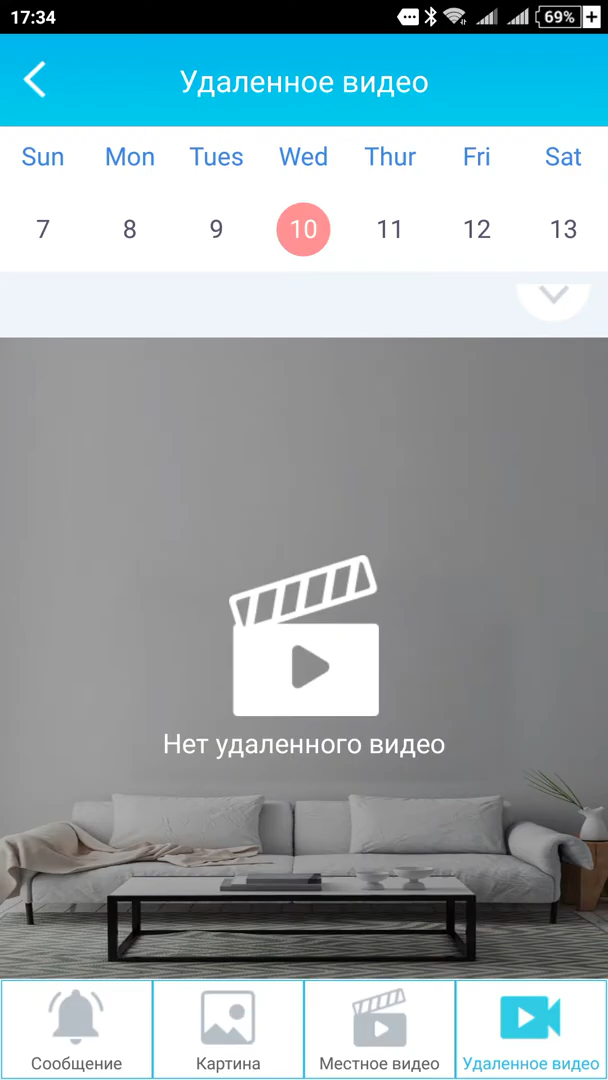 17:34
69%
Удаленное видео
Sun Mon Tues Wed Thur Fri Sat
7 8 9 10 11 12 13
Нет удаленного видео
Сообщение Картина Местное видео Удаленное видео